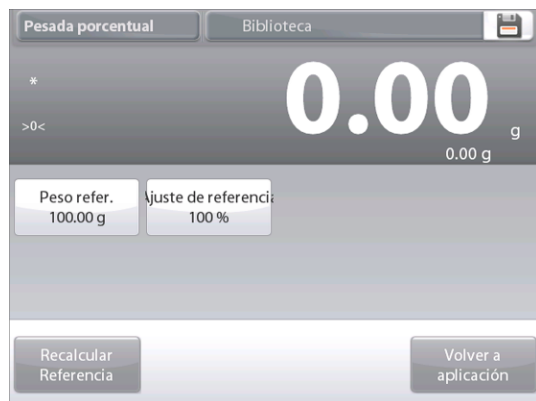 Pesada porcentual
Biblioteca
*
>0<
0.00 g
0.00 g
Peso refer.
100.00 g
Ajuste de referencia
100 %
Recalcular
Referencia
Volver a
aplicación